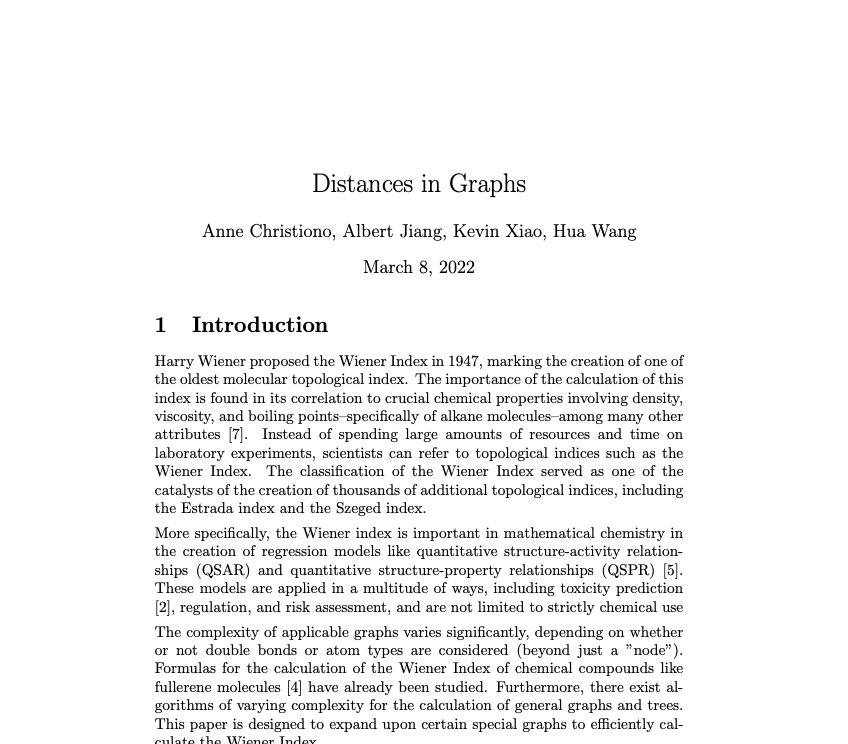 Distances in Graphs
Anne Christiono, Albert Jiang, Kevin Xiao, Hua Wang
March 8, 2022
1 Introduction
Harry Wiener proposed the Wiener Index in 1947, marking the creation of one of
the oldest molecular topological index. The importance of the calculation of this
index is found in its correlation to crucial chemical properties involving density,
viscosity, and boiling points–specifically of alkane molecules–among many other
attributes [7]. Instead of spending large amounts of resources and time on
laboratory experiments, scientists can refer to topological indices such as the
Wiener Index. The classification of the Wiener Index served as one of the
catalysts of the creation of thousands of additional topological indices, including
the Estrada index and the Szeged index.
More specifically, the Wiener index is important in mathematical chemistry in
the creation of regression models like quantitative structure-activity relation-
ships (QSAR) and quantitative structure-property relationships (QSPR) [5].
These models are applied in a multitude of ways, including toxicity prediction
[2], regulation, and risk assessment, and are not limited to strictly chemical use
The complexity of applicable graphs varies significantly, depending on whether
or not double bonds or atom types are considered (beyond just a ”node”).
Formulas for the calculation of the Wiener Index of chemical compounds like
fullerene molecules [4] have already been studied. Furthermore, there exist al-
gorithms of varying complexity for the calculation of general graphs and trees.
This paper is designed to expand upon certain special graphs to efficiently cal-
culate the Wiener Index.